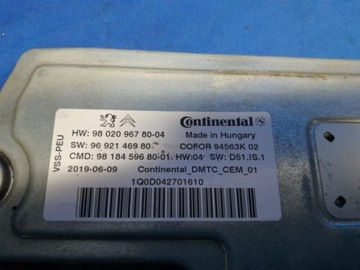 Continental
HW: 98 020 967 80-04
Made in Hungary
SW: 96 921 469 80
COFOR 94563K 02
CMD: 98 184 596 80-01 HW:04 SW: D51.IS.1
2019-06-09
Continental_DMTC_CEM_01
1Q0D042701610
VSS-PEU